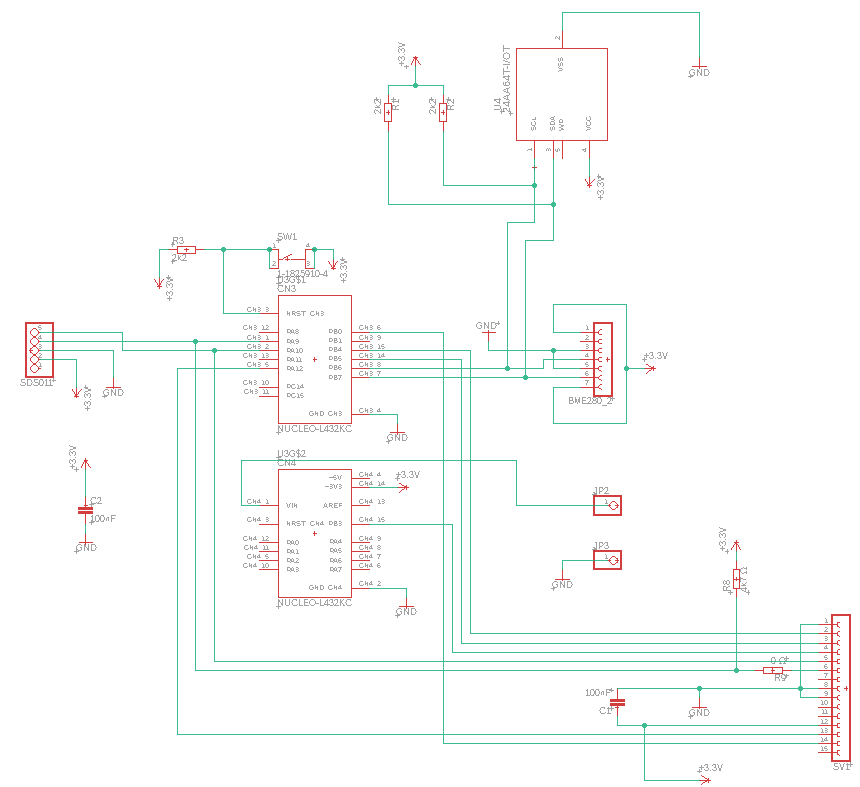 2
VSS
GND
+3.3V
U4
24AA64T-I/OT
2k2
R1
2k2
R2
SCL
SDA
WP
VCC
1
3
5
4
+3.3V
R3
2k2
+3.3V
SW1
1
2
4
3
+3.3V
1-1825910-4
U3G$1
CN3
CN3 3
NRST CN3
CN3 12
PA8
PB0
CN3 6
CN3 1
PA9
PB1
CN3 9
CN3 2
PA10
PB4
CN3 15
CN3 13
PA11
PB5
CN3 14
CN3 5
PA12
PB6
CN3 8
PB7
CN3 7
CN3 10
PC14
CN3 11
PC15
GND CN3
CN3 4
GND
NUCLEO-L432KC
5
4
3
2
1
SDS011
+3.3V
GND
GND
1
2
3
4
5
6
7
+3.3V
BME280_2
+3.3V
C2
100nF
GND
U3G$2
CN4
+5V
CN4 4
+3V3
CN4 14
+3.3V
CN4 1
VIN
AREF
CN4 13
CN4 3
NRST CN4
PB3
CN4 15
CN4 12
PA0
PA4
CN4 9
CN4 11
PA1
PA5
CN4 8
CN4 5
PA2
PA6
CN4 7
CN4 10
PA3
PA7
CN4 6
GND CN4
CN4 2
GND
NUCLEO-L432KC
JP2
1
JP3
1
GND
+3.3V
R8
4k7 Ω
0 Ω
R9
100nF
C1
GND
+3.3V
1
2
3
4
5
6
7
8
9
10
11
12
13
14
15
SV1